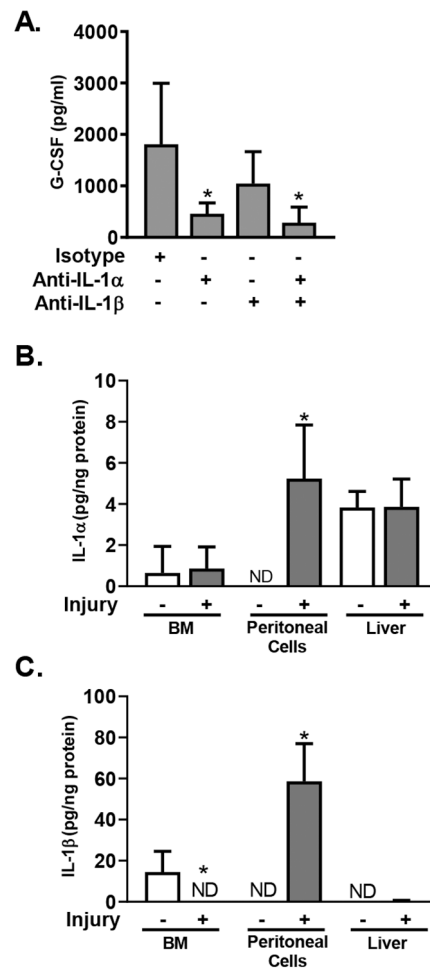 A.
G-CSF (pg/ml)
4000
3000
2000
1000
0
* *
Isotype + - - -
Anti-IL-1α - + - +
Anti-IL-1β - - + +
B.
IL-1α (pg/ng protein)
10
8
6
4
2
0
*
ND
Injury - + - + - +
BM Peritoneal Cells Liver
C.
IL-1β (pg/ng protein)
100
80
60
40
20
0
* *
ND ND ND
Injury - + - + - +
BM Peritoneal Cells Liver